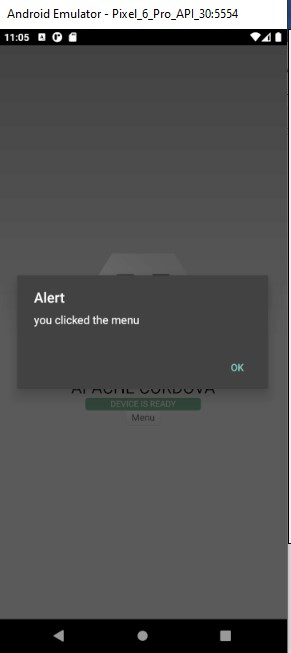 Android Emulator - Pixel_6_Pro_API_30:5554
11:05
Alert
you clicked the menu
OK
APACHE CORDOVA
DEVICE IS READY
Menu